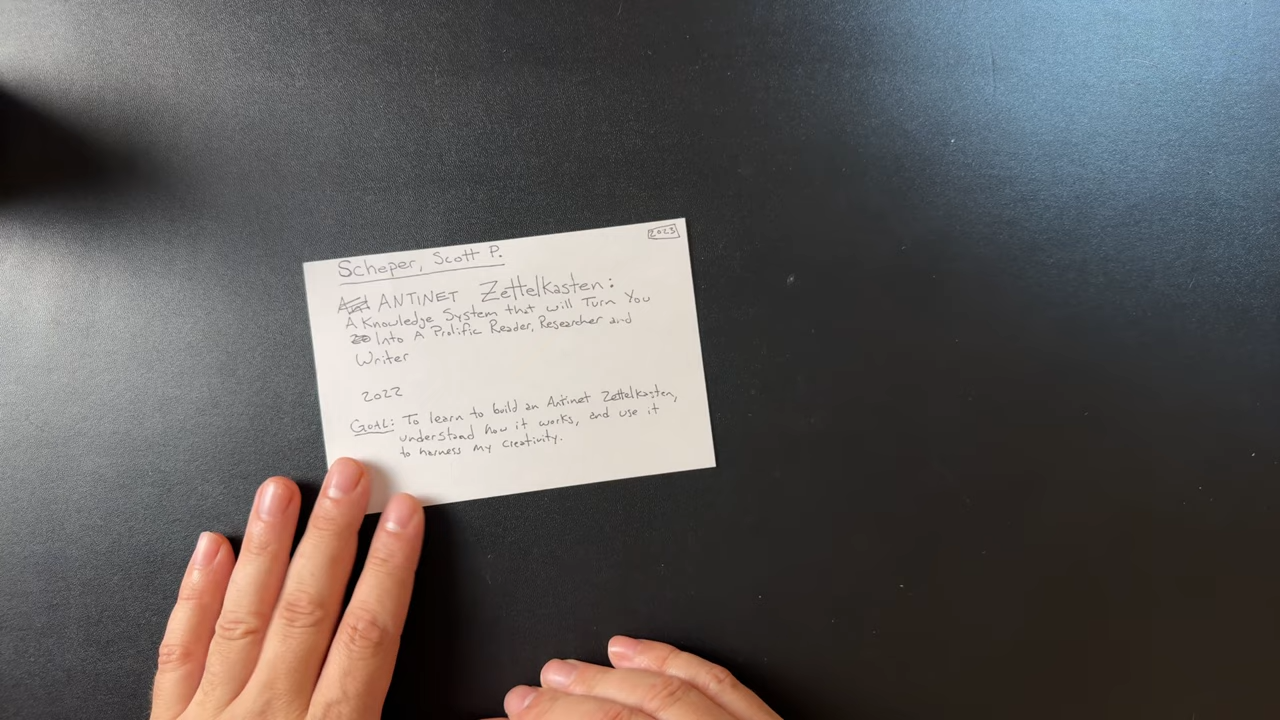 2023
Scheper, Scott P.
ANTINET Zettelkasten:
A Knowledge System that will Turn You
Into A Prolific Reader, Researcher and
Writer
2022
GOAL: To learn to build an Antinet Zettelkasten,
understand how it works, and use it
to harness my creativity.